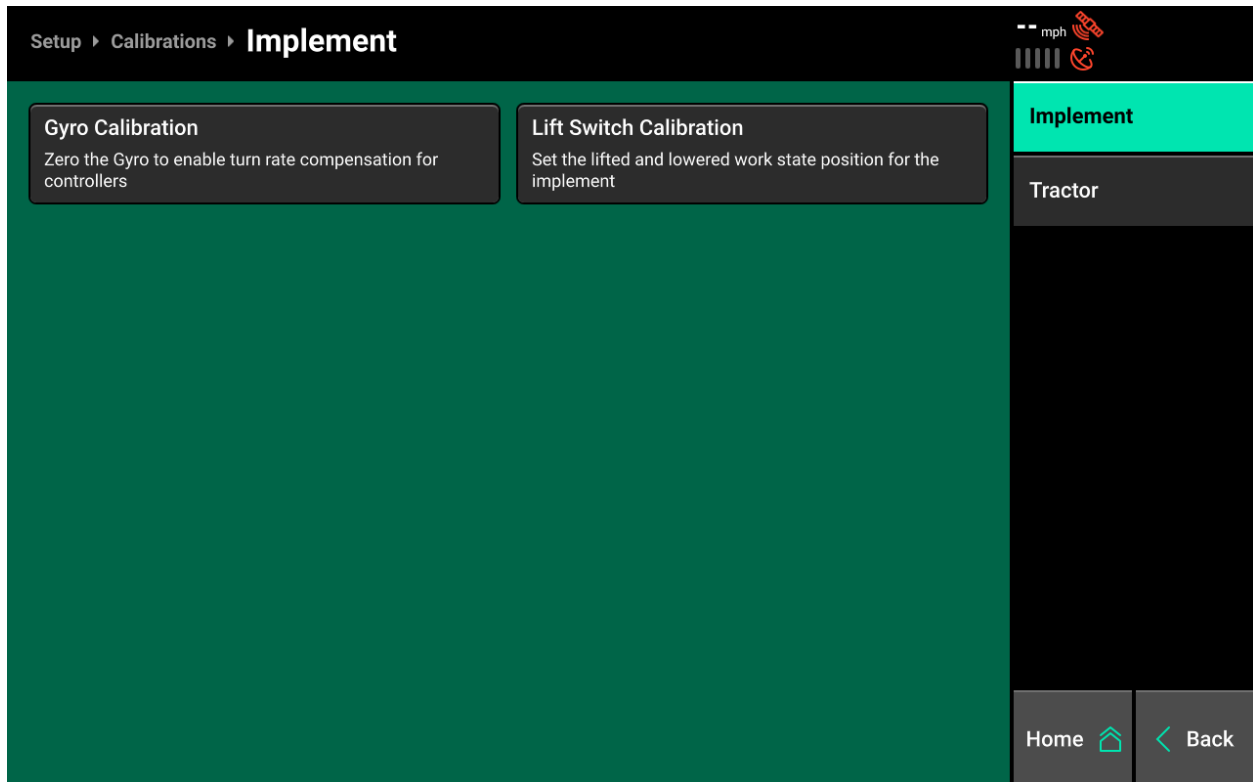 Setup ▸ Calibrations ▸ Implement
-- mph
Gyro Calibration
Zero the Gyro to enable turn rate compensation for
controllers
Lift Switch Calibration
Set the lifted and lowered work state position for the
implement
Implement
Tractor
Home
Back